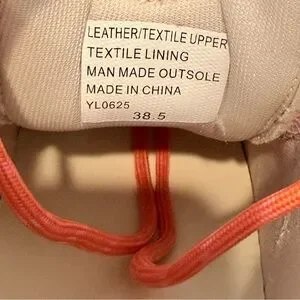 LEATHER/TEXTILE UPPER
TEXTILE LINING
MAN MADE OUTSOLE
MADE IN CHINA
YL0625
38.5